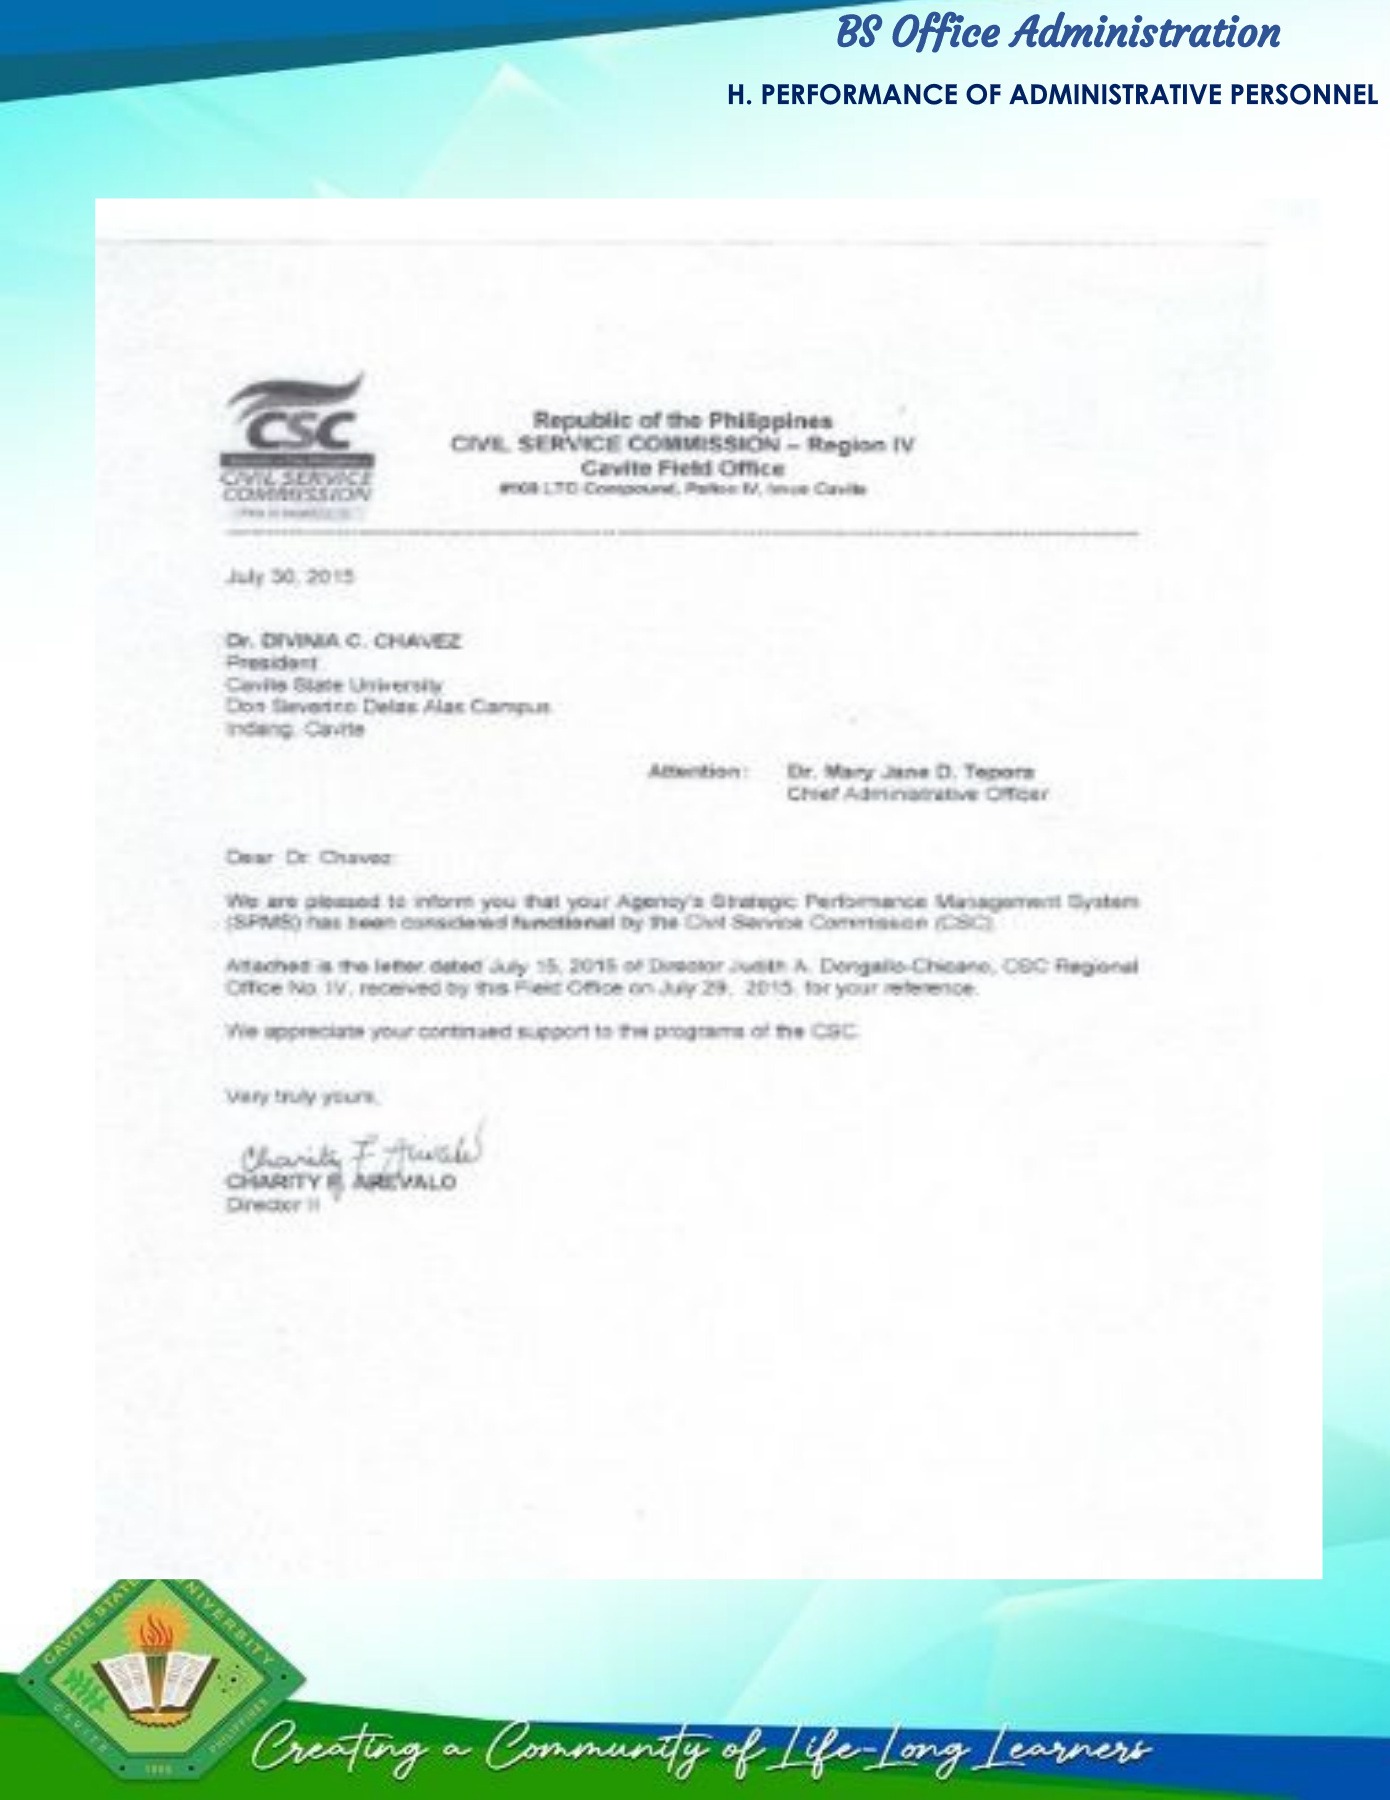 BS Office Administration
H. PERFORMANCE OF ADMINISTRATIVE PERSONNEL
CSC
CIVIL SERVICE
COMMISSION
Republic of the Philippines
CIVIL SERVICE COMMISSION – Region IV
Cavite Field Office
LTO Compound, Palico IV, Imus Cavite
July 30, 2015
Dr. DIVINIA C. CHAVEZ
President
Cavite State University
Don Severino Delas Alas Campus
Indang, Cavite
Attention: Dr. Mary Jane D. Tepora
Chief Administrative Officer
Dear Dr. Chavez:
We are pleased to inform you that your Agency's Strategic Performance Management System
(SPMS) has been considered functional by the Civil Service Commission (CSC).
Attached is the letter dated July 15, 2015 of Director Judith A. Dongallo-Chicano, CSC Regional
Office No. IV, received by this Field Office on July 29, 2015, for your reference.
We appreciate your continued support to the programs of the CSC.
Very truly yours,
Charity F Arevalo
CHARITY F. AREVALO
Director II
CAVITE STATE UNIVERSITY
CAVITE
PHILIPPINES
1906
Creating a Community of Life-Long Learners